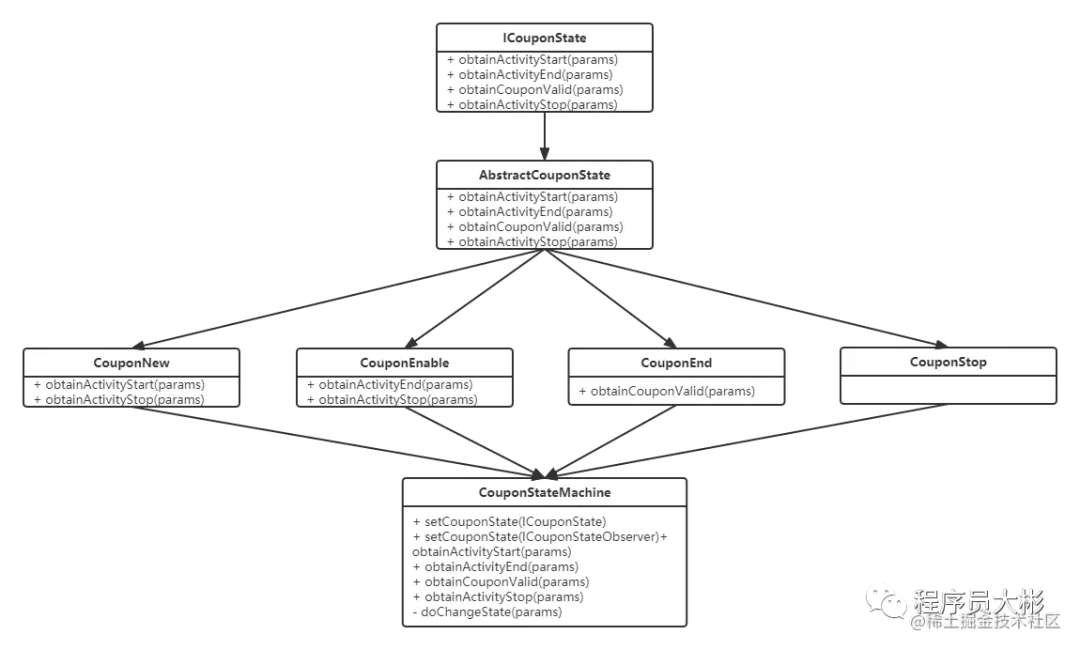 ICouponState
+ obtainActivityStart(params)
+ obtainActivityEnd(params)
+ obtainCouponValid(params)
+ obtainActivityStop(params)
AbstractCouponState
+ obtainActivityStart(params)
+ obtainActivityEnd(params)
+ obtainCouponValid(params)
+ obtainActivityStop(params)
CouponNew
+ obtainActivityStart(params)
+ obtainActivityStop(params)
CouponEnable
+ obtainActivityEnd(params)
+ obtainActivityStop(params)
CouponEnd
+ obtainCouponValid(params)
CouponStop
CouponStateMachine
+ setCouponState(ICouponState)
+ setCouponState(ICouponStateObserver)+
obtainActivityStart(params)
+ obtainActivityEnd(params)
+ obtainCouponValid(params)
+ obtainActivityStop(params)
- doChangeState(params)
程序员大彬
@稀土掘金技术社区